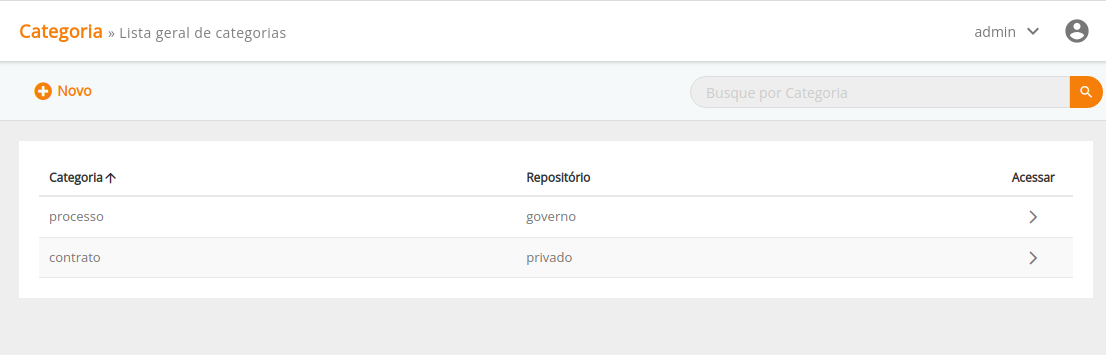 Categoria » Lista geral de categorias
admin
Novo
Busque por Categoria
Categoria Repositório Acessar
processo governo
contrato privado